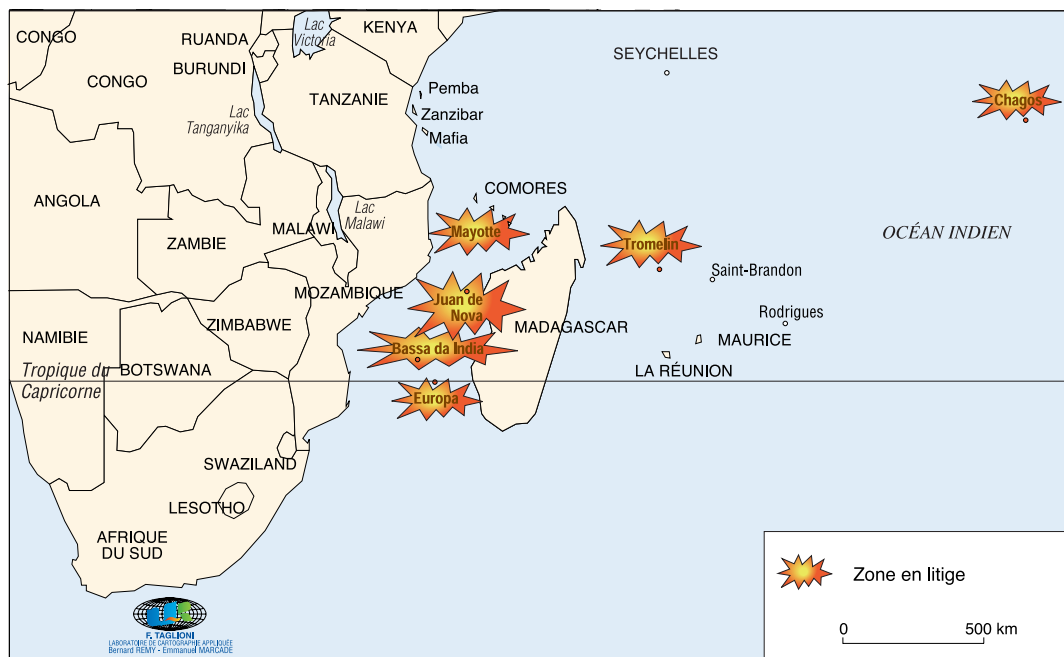 CONGO
RUANDA
Lac
Victoria
KENYA
SEYCHELLES
BURUNDI
CONGO
TANZANIE
Pemba
Zanzibar
Mafia
Chagos
Lac
Tanganyika
ANGOLA
COMORES
Lac
Malawi
MALAWI
ZAMBIE
Mayotte
Tromelin
OCÉAN INDIEN
Saint-Brandon
MOZAMBIQUE
Juan de
Nova
Rodrigues
NAMIBIE
ZIMBABWE
MADAGASCAR
MAURICE
Bassa da India
LA RÉUNION
Tropique du
Capricorne
BOTSWANA
Europa
SWAZILAND
LESOTHO
AFRIQUE
DU SUD
Zone en litige
0 500 km
F. TAGLIONI
LABORATOIRE DE CARTOGRAPHIE APPLIQUÉE
Bernard REMY - Emmanuel MARCADE